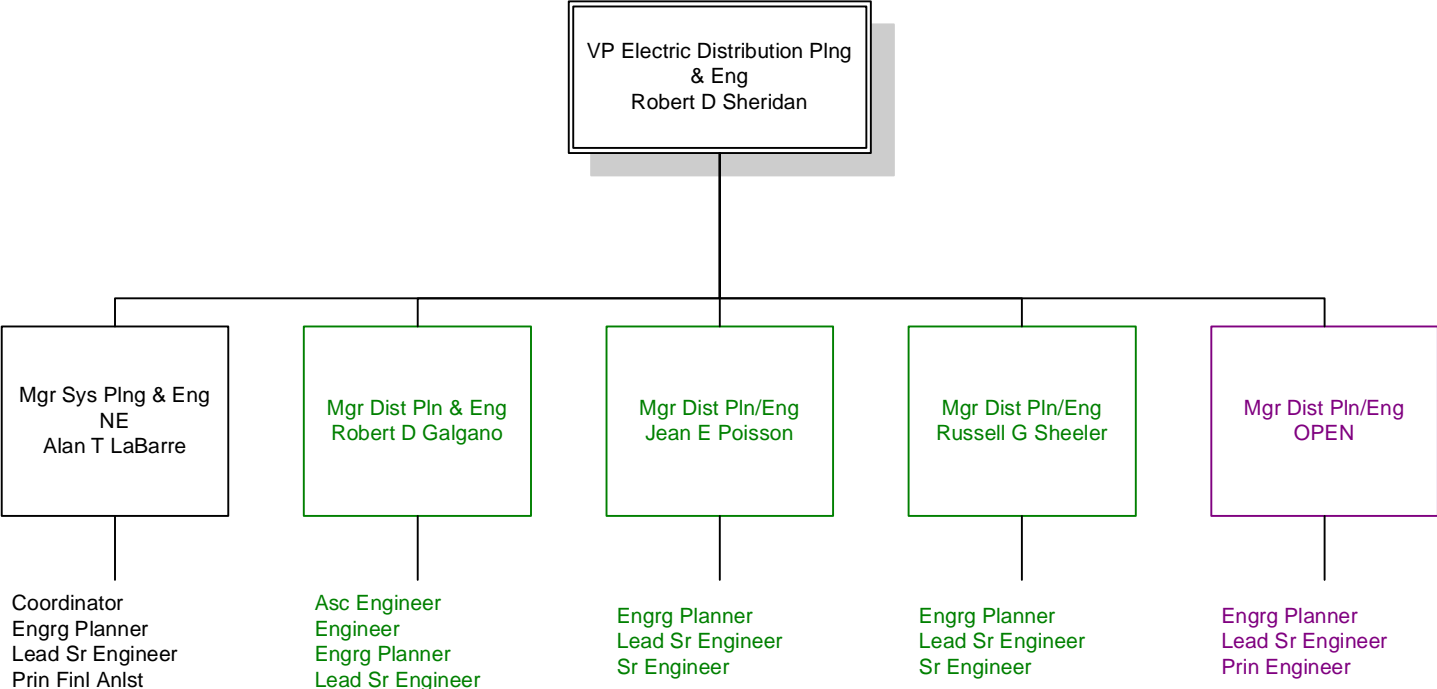 VP Electric Distribution Plng
& Eng
Robert D Sheridan
Mgr Sys Plng & Eng
NE
Alan T LaBarre
Mgr Dist Pln & Eng
Robert D Galgano
Mgr Dist Pln/Eng
Jean E Poisson
Mgr Dist Pln/Eng
Russell G Sheeler
Mgr Dist Pln/Eng
OPEN
Coordinator
Engrg Planner
Lead Sr Engineer
Prin Finl Anlst
Asc Engineer
Engineer
Engrg Planner
Lead Sr Engineer
Engrg Planner
Lead Sr Engineer
Sr Engineer
Engrg Planner
Lead Sr Engineer
Sr Engineer
Engrg Planner
Lead Sr Engineer
Prin Engineer